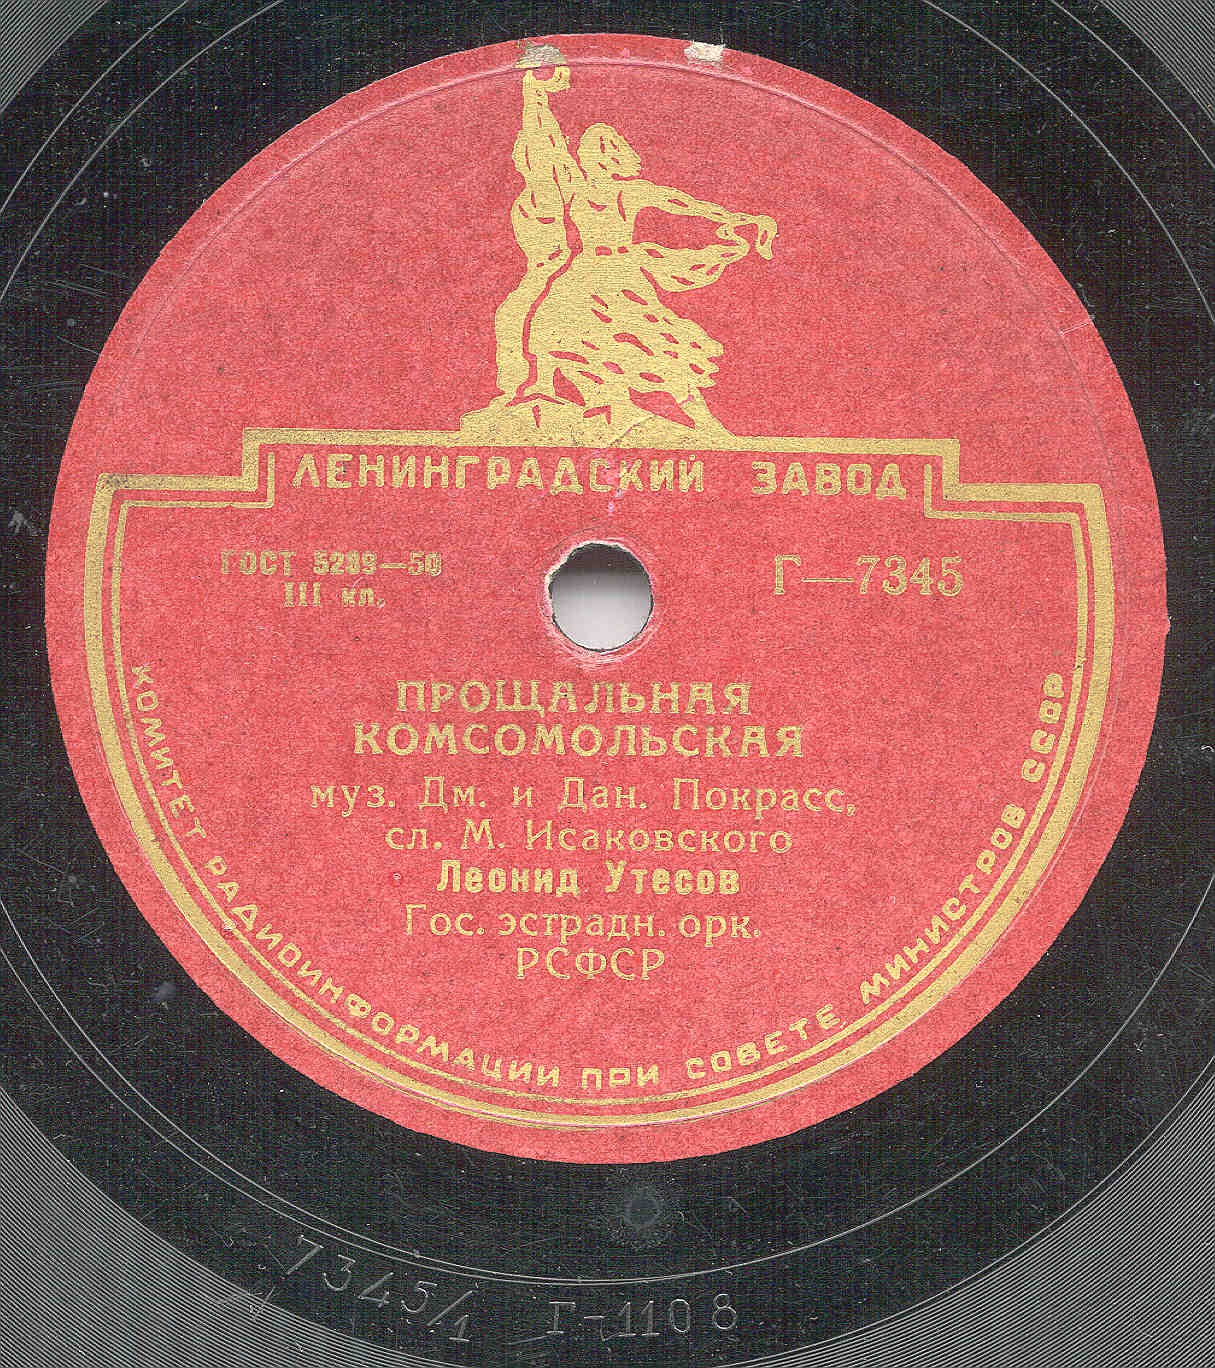 ЛЕНИНГРАДСКИЙ ЗАВОД
ГОСТ 5289—50
III кл.
Г—7345
ПРОЩАЛЬНАЯ
КОМСОМОЛЬСКАЯ
муз. Дм. и Дан. Покрасс,
сл. М. Исаковского
Леонид Утесов
Гос. эстрадн. орк.
РСФСР
КОМИТЕТ РАДИОИНФОРМАЦИИ ПРИ СОВЕТЕ МИНИСТРОВ СССР
7345/1 Г-1108